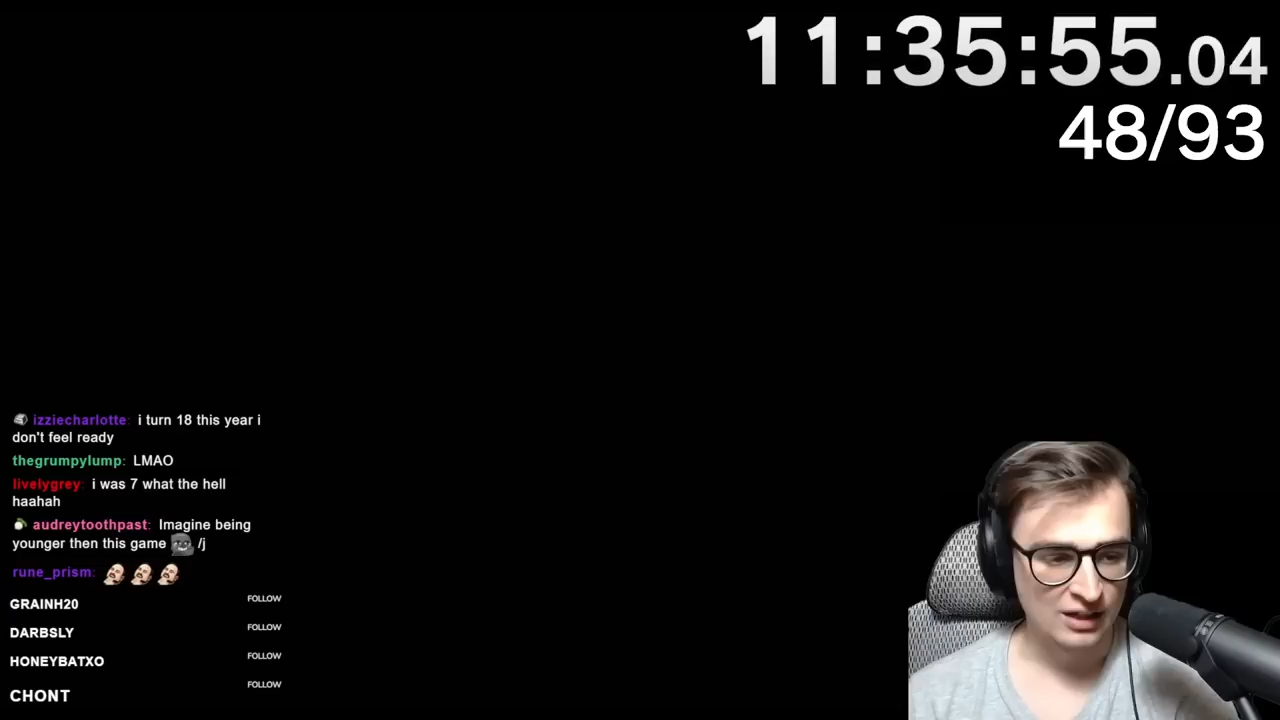 11:35:55.04
48/93
izziecharlotte: i turn 18 this year i
don't feel ready
thegrumpylump: LMAO
livelygrey: i was 7 what the hell
haahah
audreytoothpast: Imagine being
younger then this game /j
rune_prism:
GRAINH20 FOLLOW
DARBSLY FOLLOW
HONEYBATXO FOLLOW
CHONT FOLLOW